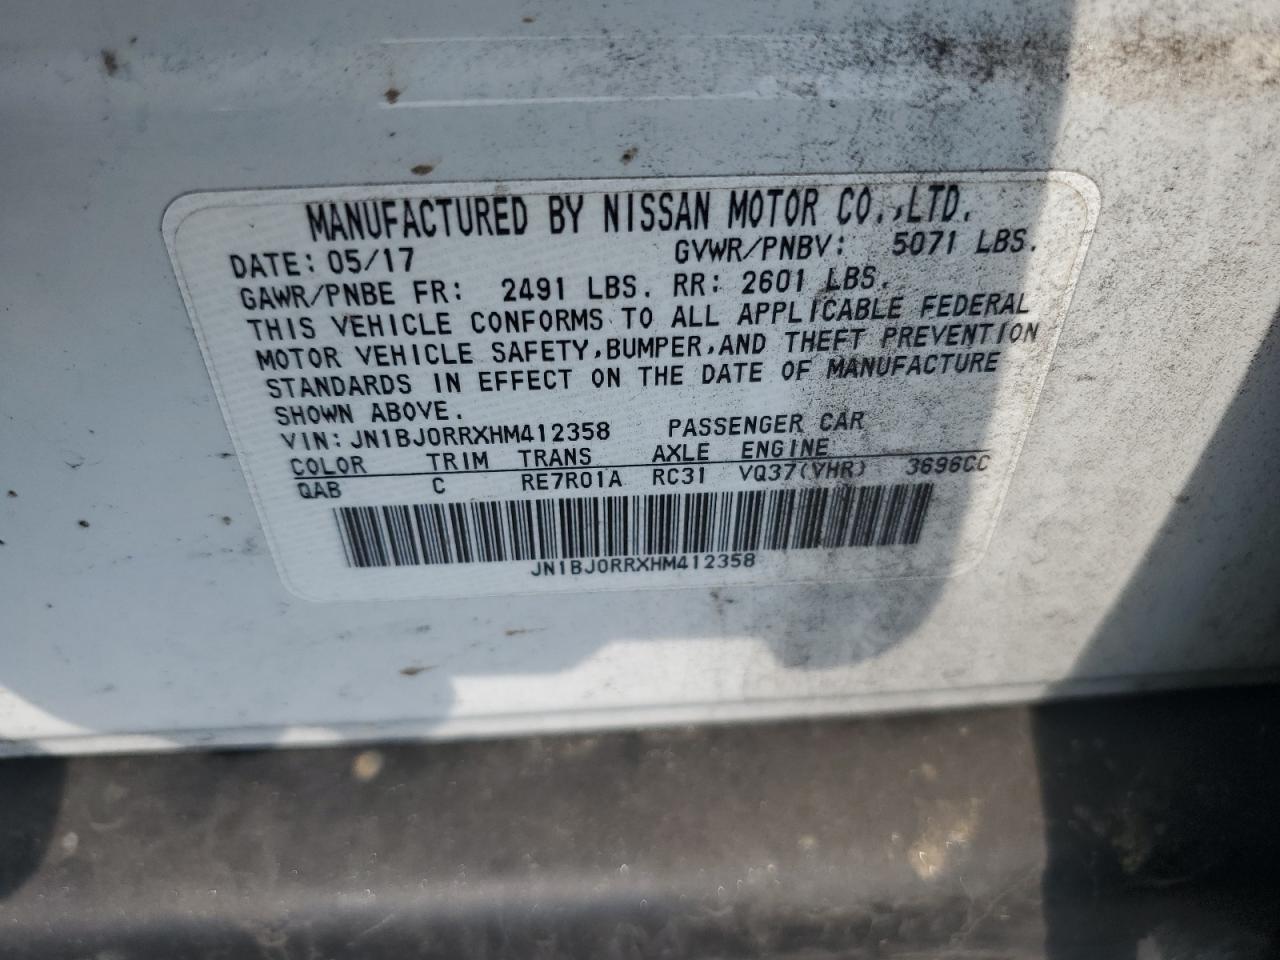 MANUFACTURED BY NISSAN MOTOR CO.,LTD.
DATE: 05/17 GVWR/PNBV: 5071 LBS.
GAWR/PNBE FR: 2491 LBS. RR: 2601 LBS.
THIS VEHICLE CONFORMS TO ALL APPLICABLE FEDERAL
MOTOR VEHICLE SAFETY,BUMPER,AND THEFT PREVENTION
STANDARDS IN EFFECT ON THE DATE OF MANUFACTURE
SHOWN ABOVE.
VIN: JN1BJ0RRXHM412358 PASSENGER CAR
COLOR TRIM TRANS AXLE ENGINE
QAB C RE7R01A RC31 VQ37(VHR) 3696CC
JN1BJ0RRXHM412358